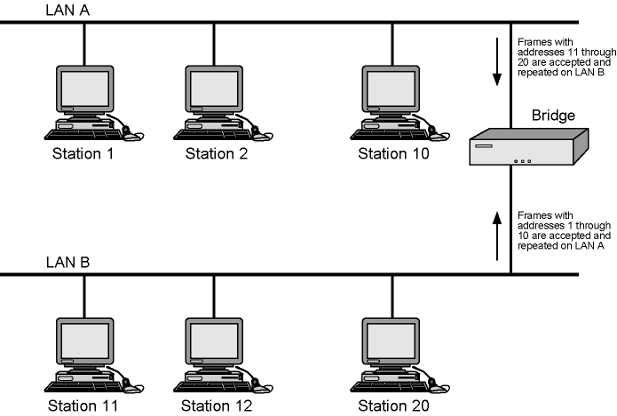 LAN A
Frames with
addresses 11 through
20 are accepted and
repeated on LAN B
Bridge
Station 1
Station 2
Station 10
Frames with
addresses 1 through
10 are accepted and
repeated on LAN A
LAN B
Station 11
Station 12
Station 20